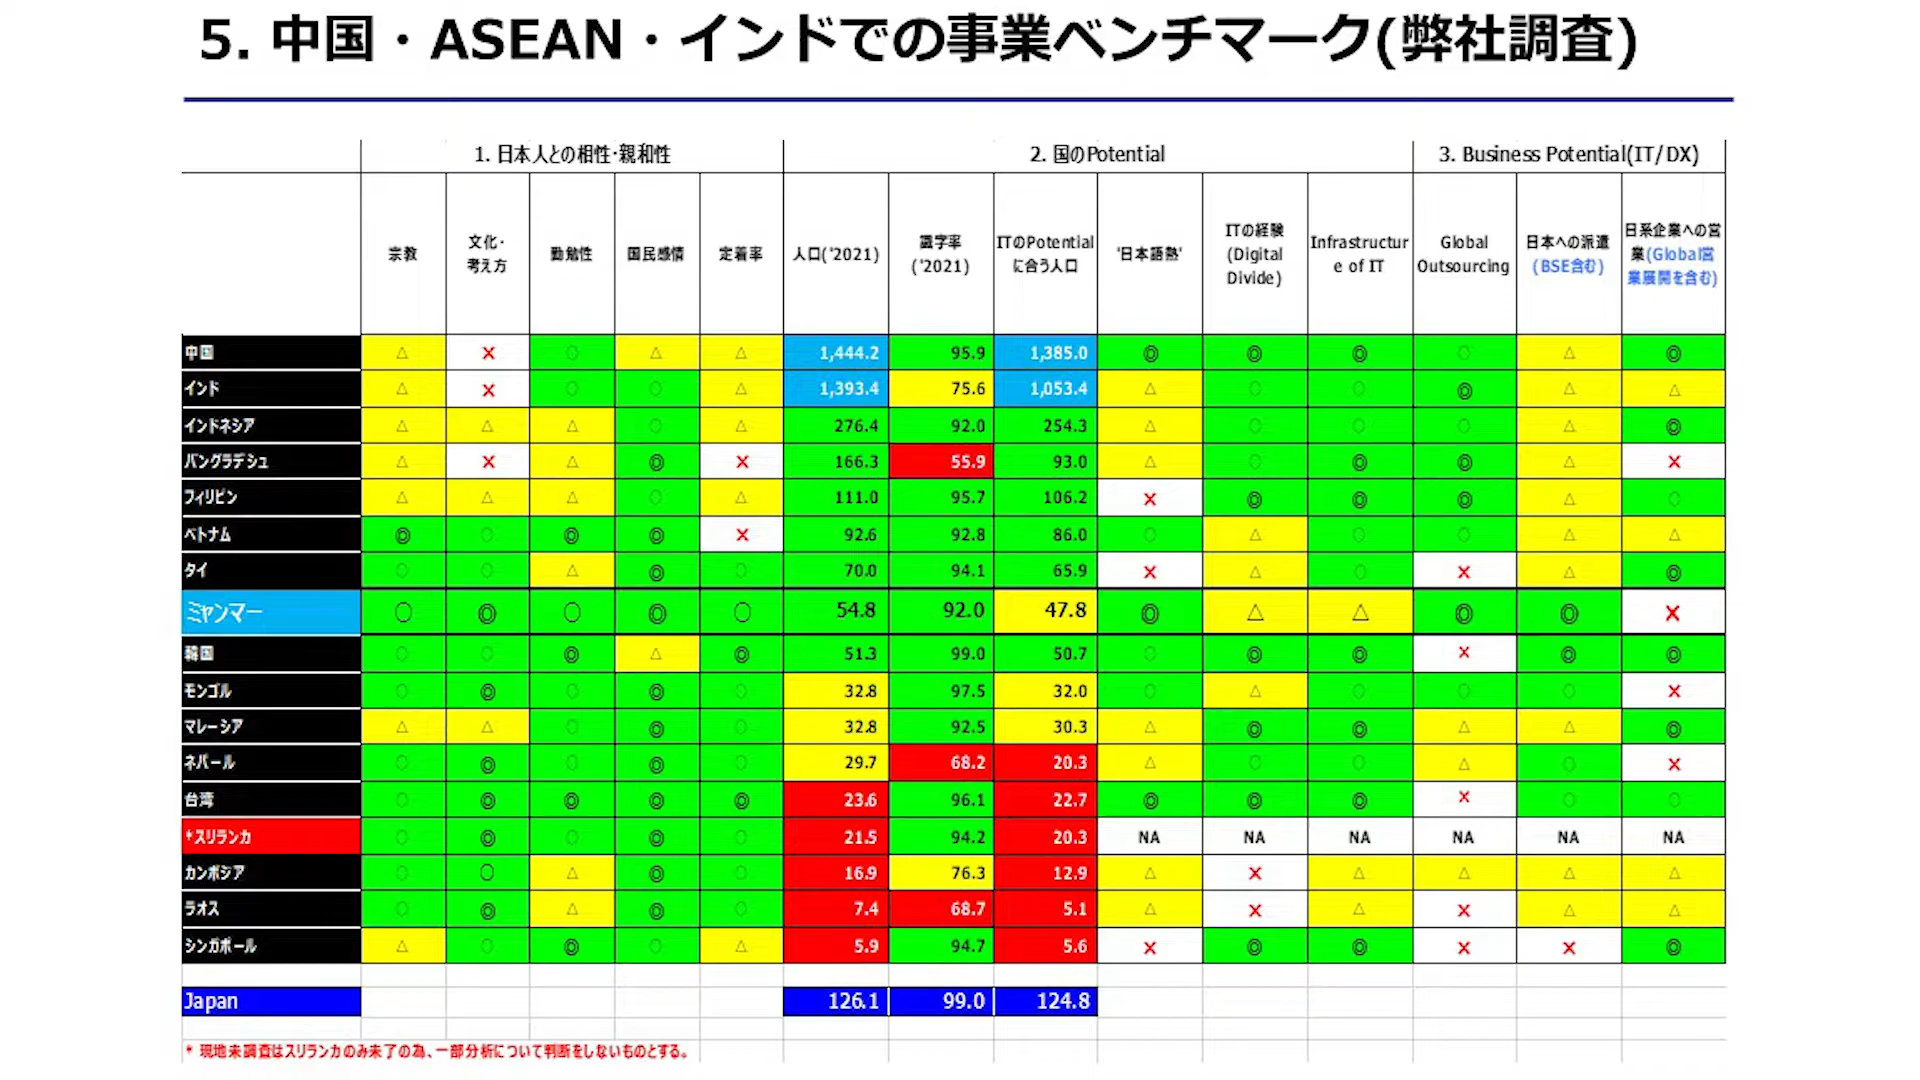 5. 中国・ASEAN・インドでの事業ベンチマーク(弊社調査)
1. 日本人との相性・親和性 2. 国のPotential 3. Business Potential(IT/DX)
宗教 文化・考え方 勤勉性 国民感情 定着率 人口('2021) 識字率('2021) ITのPotentialに合う人口 '日本語熱' ITの経験(Digital Divide) Infrastructure of IT Global Outsourcing 日本への派遣(BSE含む) 日系企業への営業(Global営業展開を含む)
中国 △ × ○ △ △ 1,444.2 95.9 1,385.0 ◎ ◎ ◎ ○ △ ◎
インド △ × ○ ○ △ 1,393.4 75.6 1,053.4 △ ○ ○ ◎ △ △
インドネシア △ △ △ ○ △ 276.4 92.0 254.3 △ ○ ○ ○ △ ◎
バングラデシュ △ × △ ◎ × 166.3 55.9 93.0 △ ○ ◎ ◎ △ ×
フィリピン △ △ △ ○ △ 111.0 95.7 106.2 × ◎ ◎ ◎ △ ○
ベトナム ◎ ○ ◎ ◎ × 92.6 92.8 86.0 ○ △ ○ ○ △ △
タイ ○ ○ △ ◎ ○ 70.0 94.1 65.9 × △ ○ × △ ◎
ミャンマー ○ ◎ ○ ◎ ○ 54.8 92.0 47.8 ◎ △ △ ◎ ◎ ×
韓国 ○ ○ ◎ △ ◎ 51.3 99.0 50.7 ○ ◎ ◎ × ◎ ◎
モンゴル ○ ◎ ○ ◎ ○ 32.8 97.5 32.0 ○ △ ○ ○ ○ ×
マレーシア △ △ ○ ◎ ○ 32.8 92.5 30.3 △ ◎ ◎ △ △ ◎
ネパール ○ ◎ ○ ◎ ○ 29.7 68.2 20.3 △ ○ ○ △ ○ ×
台湾 ○ ◎ ◎ ◎ ◎ 23.6 96.1 22.7 ◎ ◎ ◎ × ○ ○
*スリランカ ○ ◎ ○ ◎ ○ 21.5 94.2 20.3 NA NA NA NA NA NA
カンボジア ○ ○ △ ◎ ○ 16.9 76.3 12.9 △ × △ △ △ △
ラオス ○ ◎ △ ◎ ○ 7.4 68.7 5.1 △ × △ × △ △
シンガポール △ ○ ◎ ○ △ 5.9 94.7 5.6 × ◎ ◎ × × ◎
Japan 126.1 99.0 124.8
* 現地未調査はスリランカのみ未了の為、一部分析について判断をしないものとする。